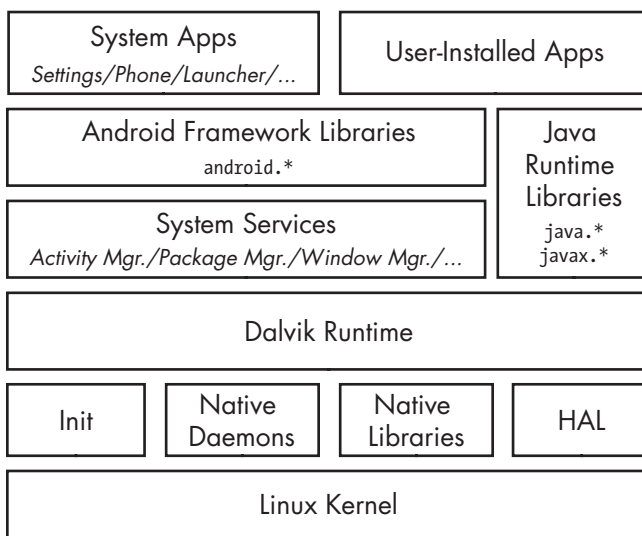 System Apps
Settings/Phone/Launcher/...
User-Installed Apps
Android Framework Libraries
android.*
Java
Runtime
Libraries
java.*
javax.*
System Services
Activity Mgr./Package Mgr./Window Mgr./...
Dalvik Runtime
Init
Native
Daemons
Native
Libraries
HAL
Linux Kernel